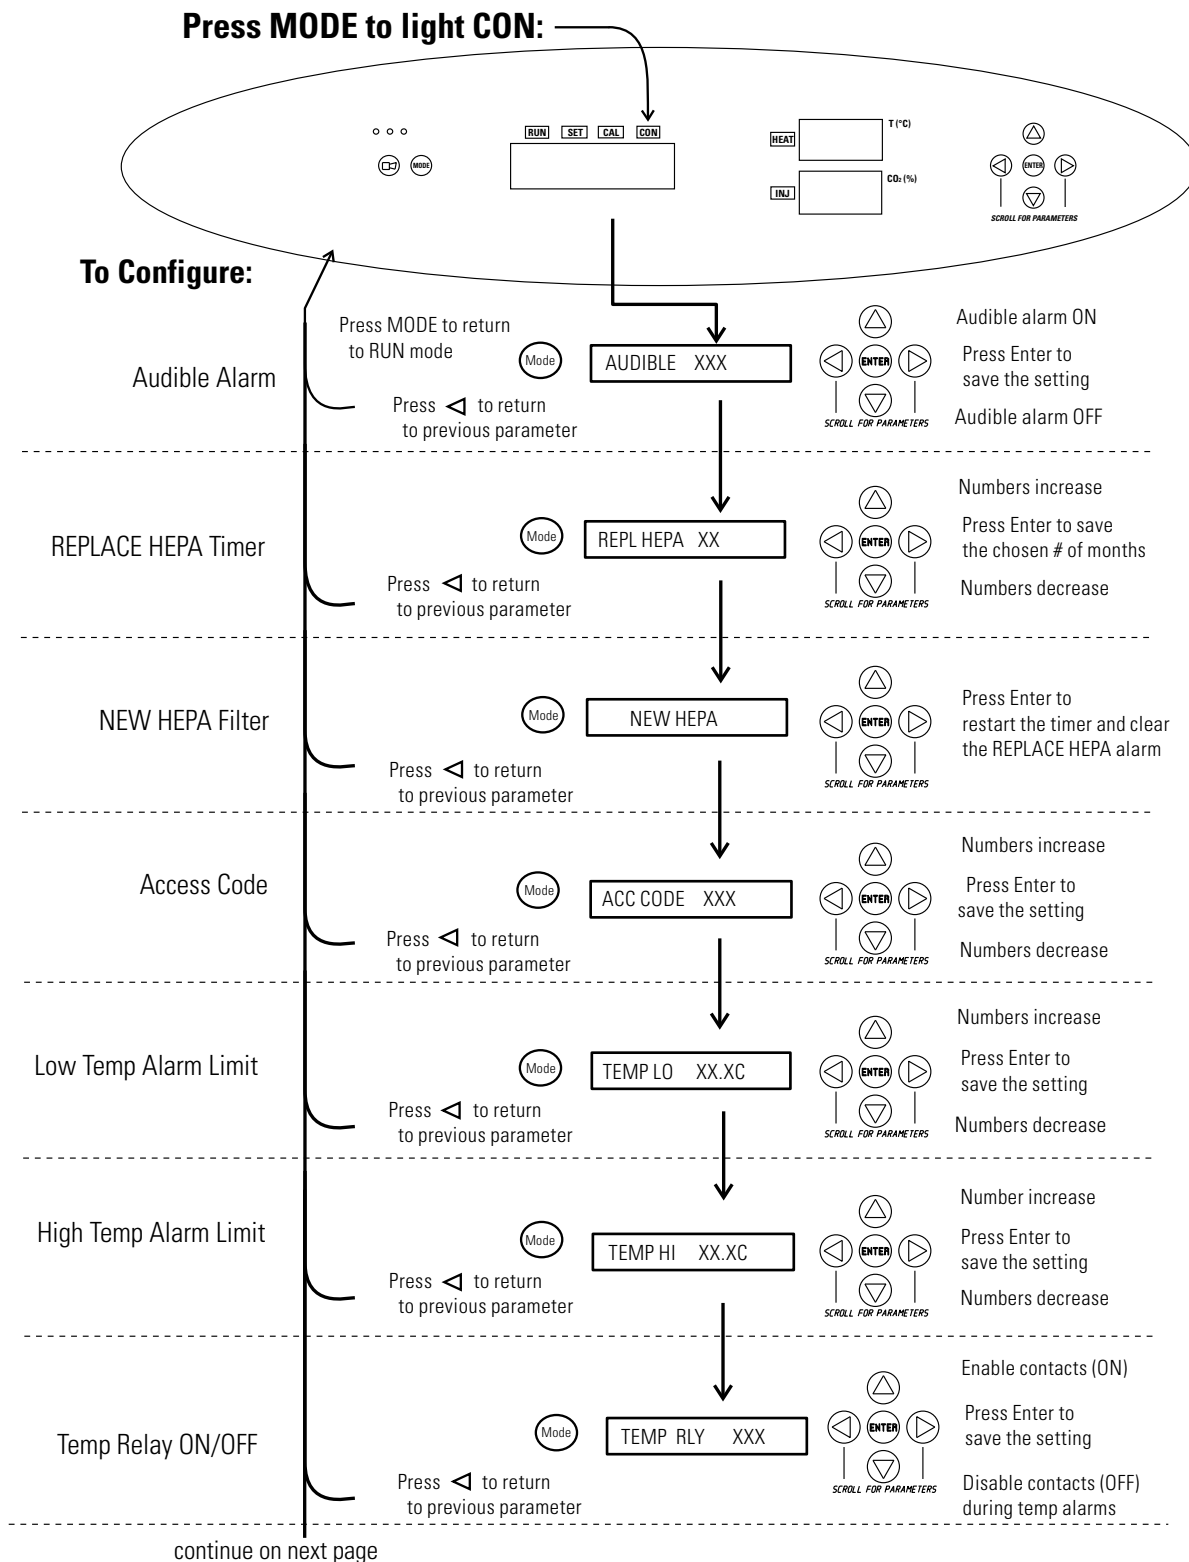 Press MODE to light CON:
RUN SET CAL CON
MODE
HEAT
T (°C)
INJ
CO₂ (%)
ENTER
SCROLL FOR PARAMETERS
To Configure:
Audible Alarm
Press MODE to return
to RUN mode
Mode
AUDIBLE XXX
Press to return
to previous parameter
ENTER
SCROLL FOR PARAMETERS
Audible alarm ON
Press Enter to
save the setting
Audible alarm OFF
REPLACE HEPA Timer
Mode
REPL HEPA XX
Press to return
to previous parameter
ENTER
SCROLL FOR PARAMETERS
Numbers increase
Press Enter to save
the chosen # of months
Numbers decrease
NEW HEPA Filter
Mode
NEW HEPA
Press to return
to previous parameter
ENTER
SCROLL FOR PARAMETERS
Press Enter to
restart the timer and clear
the REPLACE HEPA alarm
Access Code
Mode
ACC CODE XXX
Press to return
to previous parameter
ENTER
SCROLL FOR PARAMETERS
Numbers increase
Press Enter to
save the setting
Numbers decrease
Low Temp Alarm Limit
Mode
TEMP LO XX.XC
Press to return
to previous parameter
ENTER
SCROLL FOR PARAMETERS
Numbers increase
Press Enter to
save the setting
Numbers decrease
High Temp Alarm Limit
Mode
TEMP HI XX.XC
Press to return
to previous parameter
ENTER
SCROLL FOR PARAMETERS
Number increase
Press Enter to
save the setting
Numbers decrease
Temp Relay ON/OFF
Mode
TEMP RLY XXX
Press to return
to previous parameter
ENTER
SCROLL FOR PARAMETERS
Enable contacts (ON)
Press Enter to
save the setting
Disable contacts (OFF)
during temp alarms
continue on next page